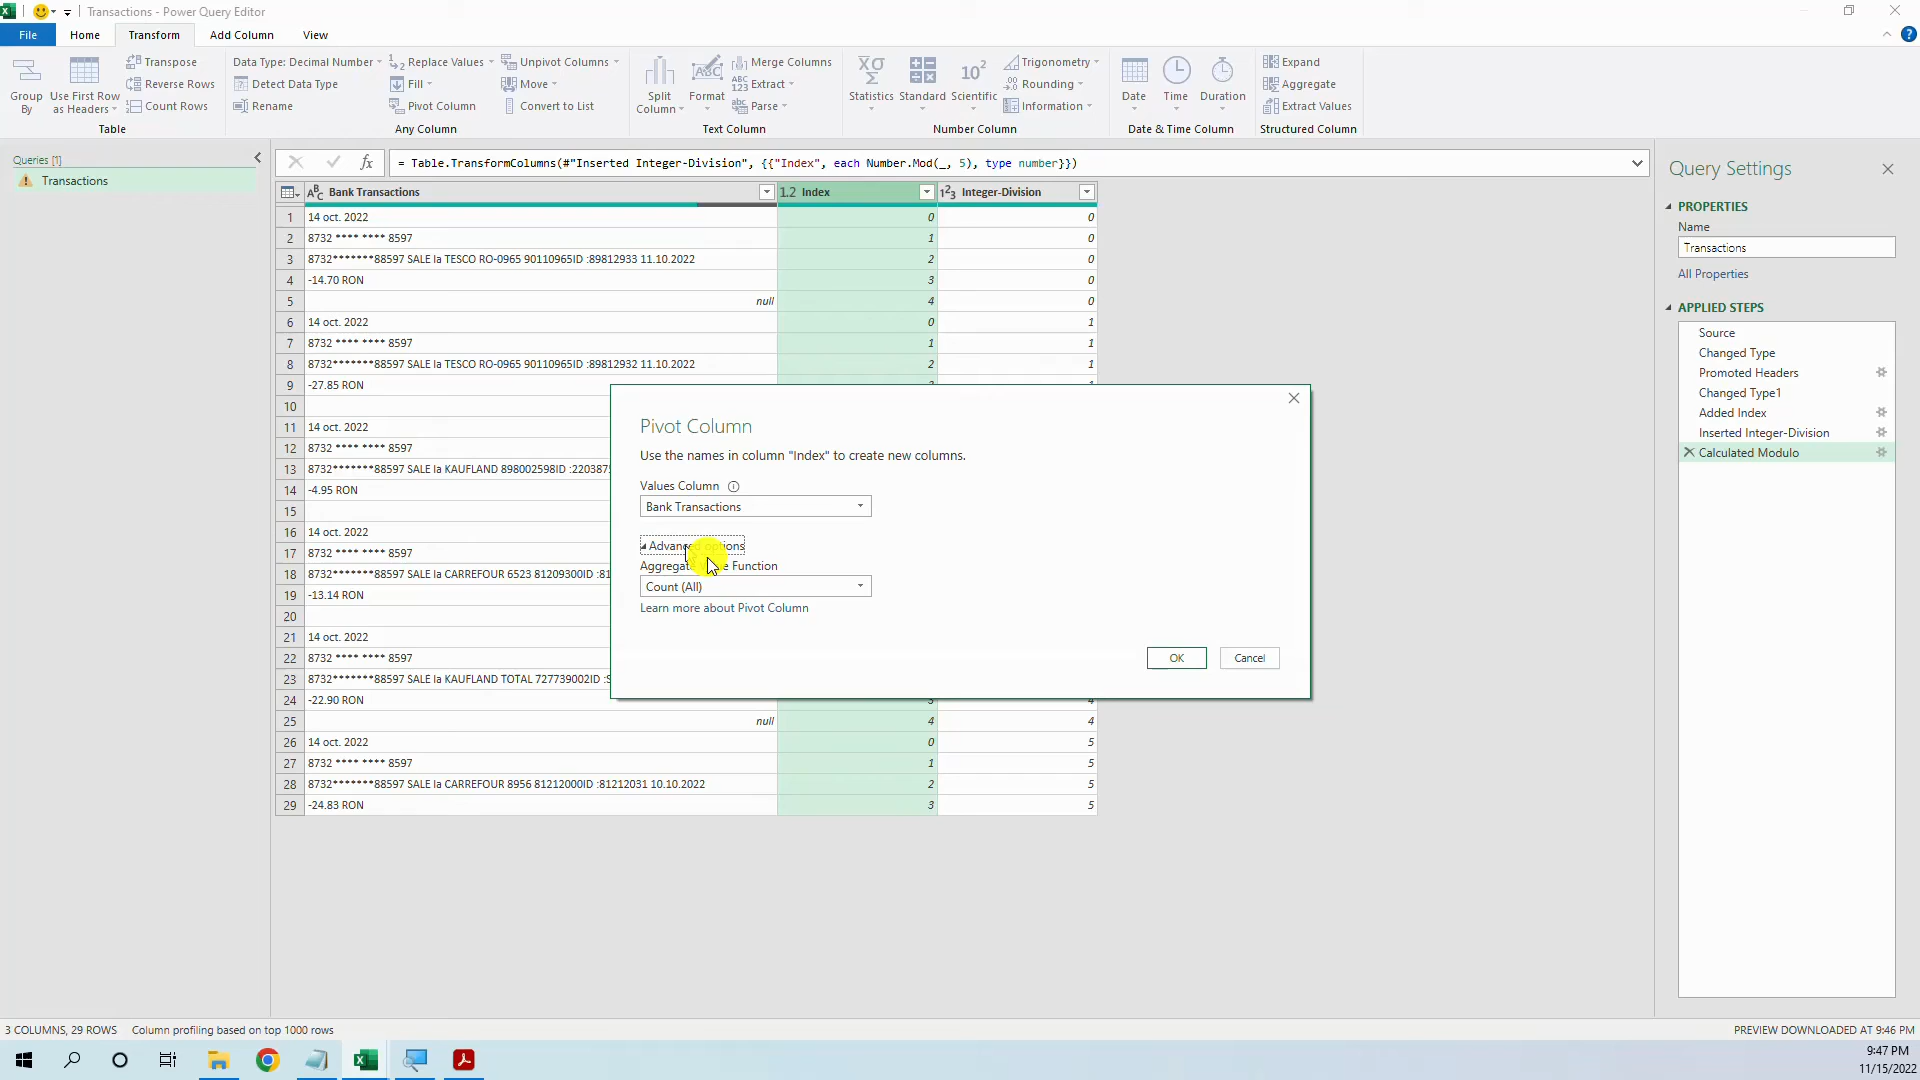 Transactions - Power Query Editor
File Home Transform Add Column View
Group By
Use First Row as Headers
Transpose
Reverse Rows
Count Rows
Table
Data Type: Decimal Number
Detect Data Type
Rename
Replace Values
Fill
Pivot Column
Unpivot Columns
Move
Convert to List
Any Column
Split Column
Format
Merge Columns
Extract
Parse
Text Column
Statistics
Standard
Scientific
Trigonometry
Rounding
Information
Number Column
Date
Time
Duration
Date & Time Column
Expand
Aggregate
Extract Values
Structured Column
Queries [1]
Transactions
= Table.TransformColumns(#"Inserted Integer-Division", {{"Index", each Number.Mod(_, 5), type number}})
Bank Transactions 1.2 Index 123 Integer-Division
1 14 oct. 2022 0 0
2 8732 **** **** 8597 1 0
3 8732*******88597 SALE la TESCO RO-0965 90110965ID :89812933 11.10.2022 2 0
4 -14.70 RON 3 0
5 null 4 0
6 14 oct. 2022 0 1
7 8732 **** **** 8597 1 1
8 8732*******88597 SALE la TESCO RO-0965 90110965ID :89812932 11.10.2022 2 1
9 -27.85 RON
10
11 14 oct. 2022
12 8732 **** **** 8597
13 8732*******88597 SALE la KAUFLAND 898002598ID :220387
14 -4.95 RON
15
16 14 oct. 2022
17 8732 **** **** 8597
18 8732*******88597 SALE la CARREFOUR 6523 81209300ID :81
19 -13.14 RON
20
21 14 oct. 2022
22 8732 **** **** 8597
23 8732*******88597 SALE la KAUFLAND TOTAL 727739002ID :
24 -22.90 RON
25 null 4 4
26 14 oct. 2022 0 5
27 8732 **** **** 8597 1 5
28 8732*******88597 SALE la CARREFOUR 8956 81212000ID :81212031 10.10.2022 2 5
29 -24.83 RON 3 5
Pivot Column
Use the names in column "Index" to create new columns.
Values Column
Bank Transactions
Advanced options
Aggregate Function
Count (All)
Learn more about Pivot Column
OK Cancel
Query Settings
PROPERTIES
Name
Transactions
All Properties
APPLIED STEPS
Source
Changed Type
Promoted Headers
Changed Type1
Added Index
Inserted Integer-Division
Calculated Modulo
3 COLUMNS, 29 ROWS Column profiling based on top 1000 rows
PREVIEW DOWNLOADED AT 9:46 PM
9:47 PM
11/15/2022